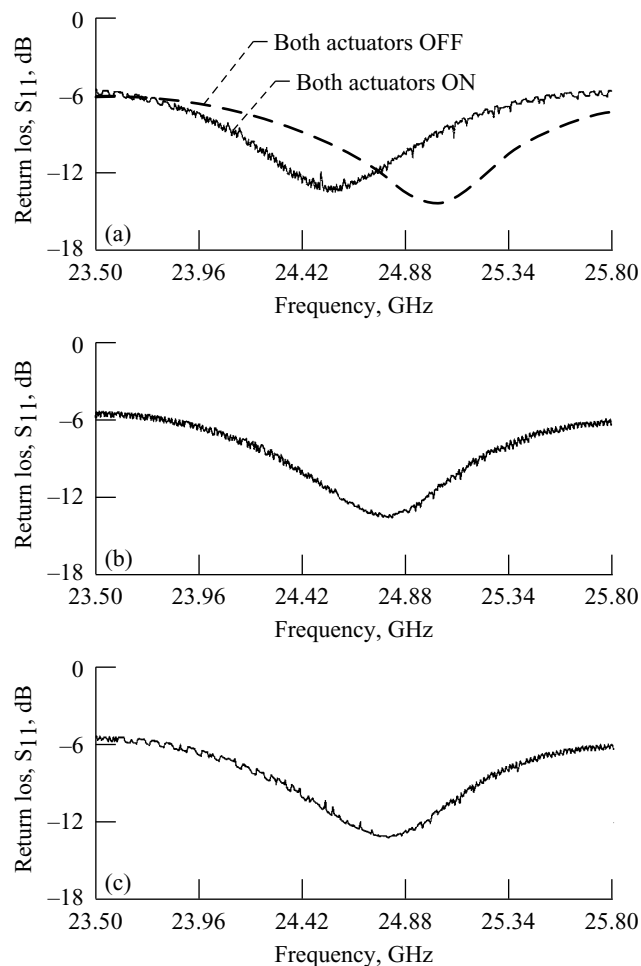 0
−6
−12
−18
Return los, S11, dB
Both actuators OFF
Both actuators ON
(a)
23.50 23.96 24.42 24.88 25.34 25.80
Frequency, GHz
0
−6
−12
−18
Return los, S11, dB
(b)
23.50 23.96 24.42 24.88 25.34 25.80
Frequency, GHz
0
−6
−12
−18
Return los, S11, dB
(c)
23.50 23.96 24.42 24.88 25.34 25.80
Frequency, GHz